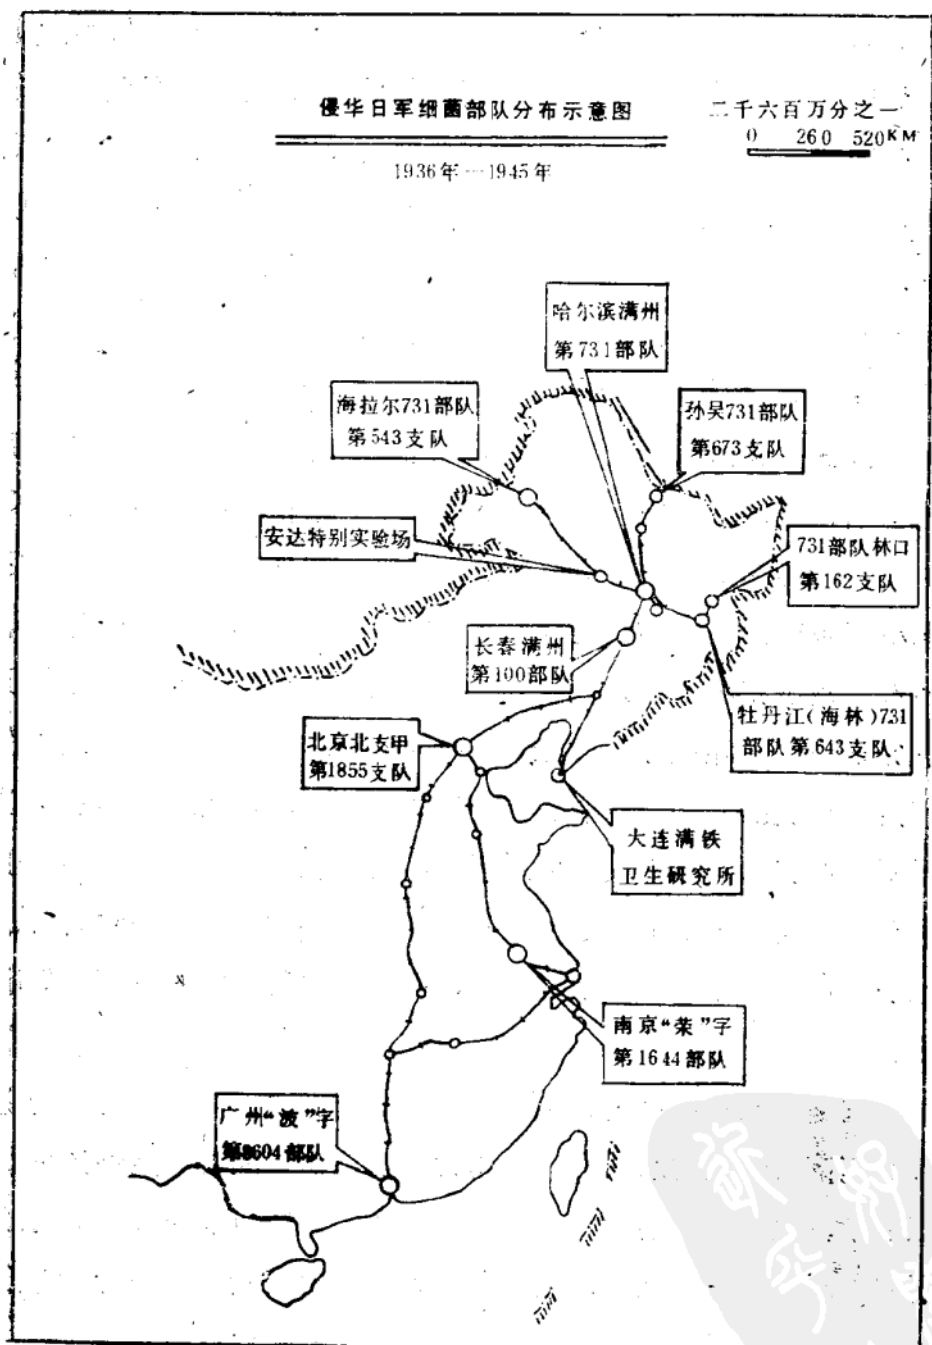 侵华日军细菌部队分布示意图
二千六百万分之一
0 260 520KM
1936年—1945年
哈尔滨满州
第731部队
海拉尔731部队
第543支队
孙吴731部队
第673支队
安达特别实验场
731部队林口
第162支队
长春满州
第100部队
牡丹江(海林)731
部队第643支队
北京北支甲
第1855支队
大连满铁
卫生研究所
南京“荣”字
第1644部队
广州“波”字
第8604部队